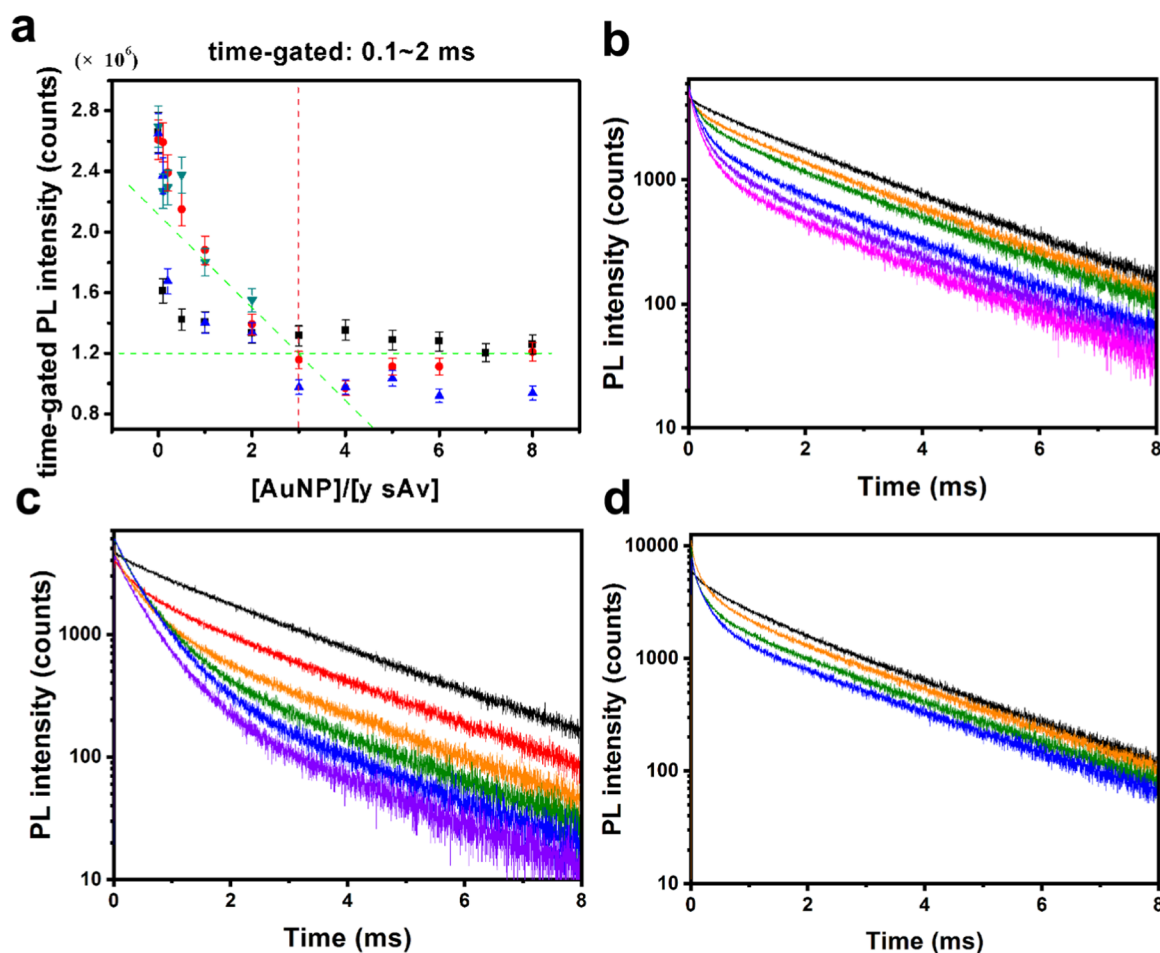 a
time-gated: 0.1~2 ms
(× 10⁶)
time-gated PL intensity (counts)
2.8
2.4
2.0
1.6
1.2
0.8
0 2 4 6 8
[AuNP]/[y sAv]
b
PL intensity (counts)
1000
100
10
0 2 4 6 8
Time (ms)
c
PL intensity (counts)
1000
100
10
0 2 4 6 8
Time (ms)
d
PL intensity (counts)
10000
1000
100
10
0 2 4 6 8
Time (ms)